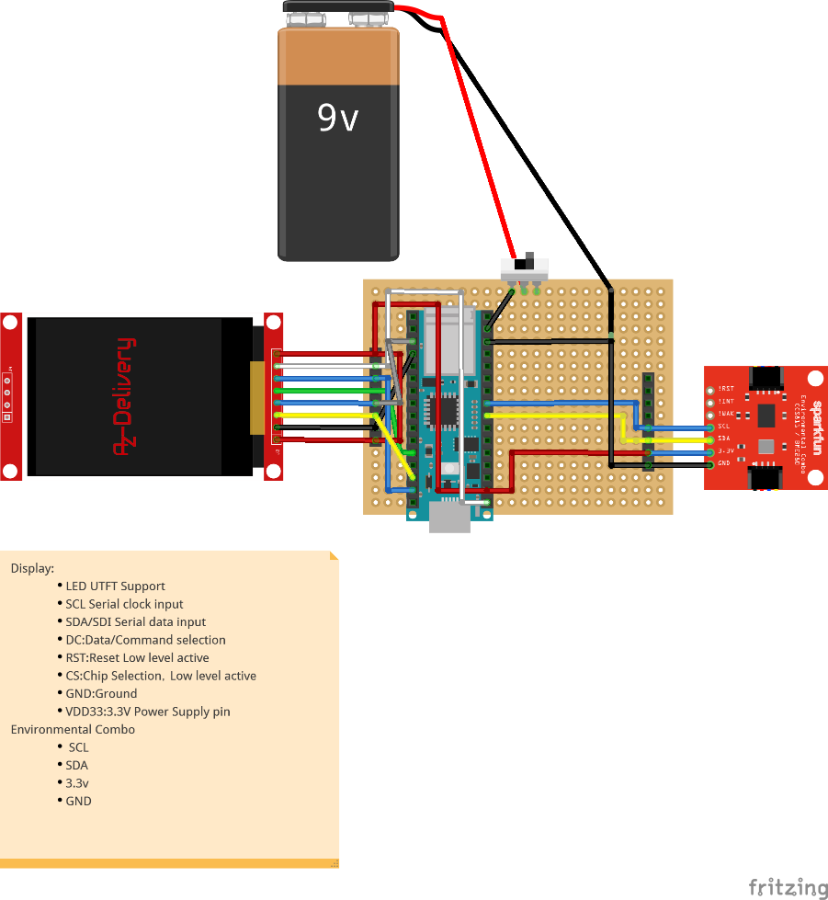 9v
AZ-Delivery
!RST
!INT
!WAK
SCL
SDA
3.3V
GND
sparkfun
Environmental Combo
Display:
• LED UTFT Support
• SCL Serial clock input
• SDA/SDI Serial data input
• DC:Data/Command selection
• RST:Reset Low level active
• CS:Chip Selection, Low level active
• GND:Ground
• VDD33:3.3V Power Supply pin
Environmental Combo
• SCL
• SDA
• 3.3v
• GND
fritzing